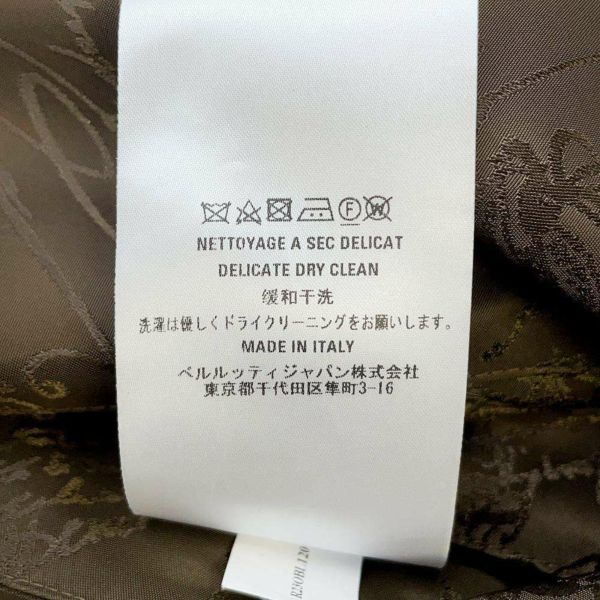 F W
NETTOYAGE A SEC DELICAT
DELICATE DRY CLEAN
缓和干洗
洗濯は優しくドライクリーニングをお願いします。
MADE IN ITALY
ベルルッティジャパン株式会社
東京都千代田区隼町3-16